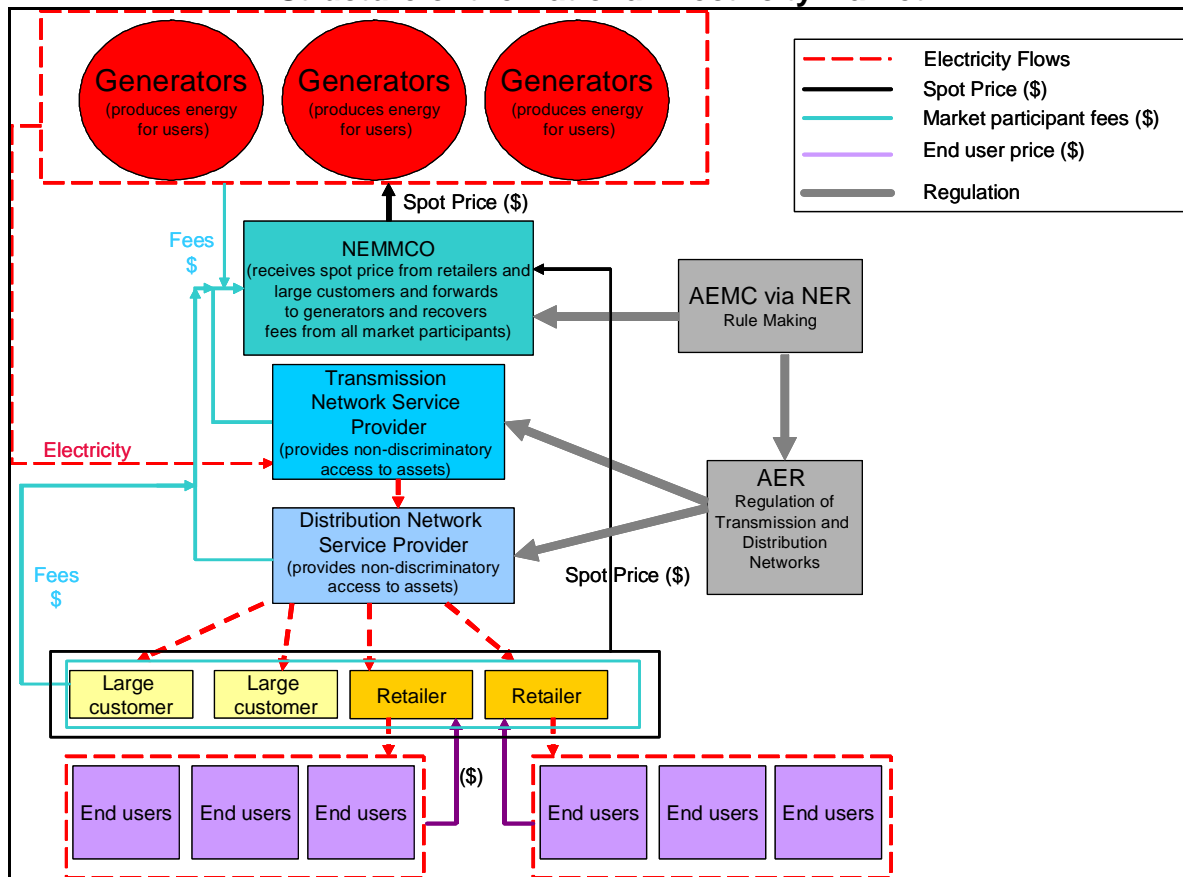 Generators
(produces energy
for users)
Generators
(produces energy
for users)
Generators
(produces energy
for users)
Electricity Flows
Spot Price ($)
Market participant fees ($)
End user price ($)
Regulation
Spot Price ($)
Fees
$
NEMMCO
(receives spot price from retailers and
large customers and forwards
to generators and recovers
fees from all market participants)
AEMC via NER
Rule Making
Transmission
Network Service
Provider
(provides non-discriminatory
access to assets)
Electricity
AER
Regulation of
Transmission and
Distribution
Networks
Distribution Network
Service Provider
(provides non-discriminatory
access to assets)
Fees
$
Spot Price ($)
Large
customer
Large
customer
Retailer
Retailer
($)
End users
End users
End users
End users
End users
End users